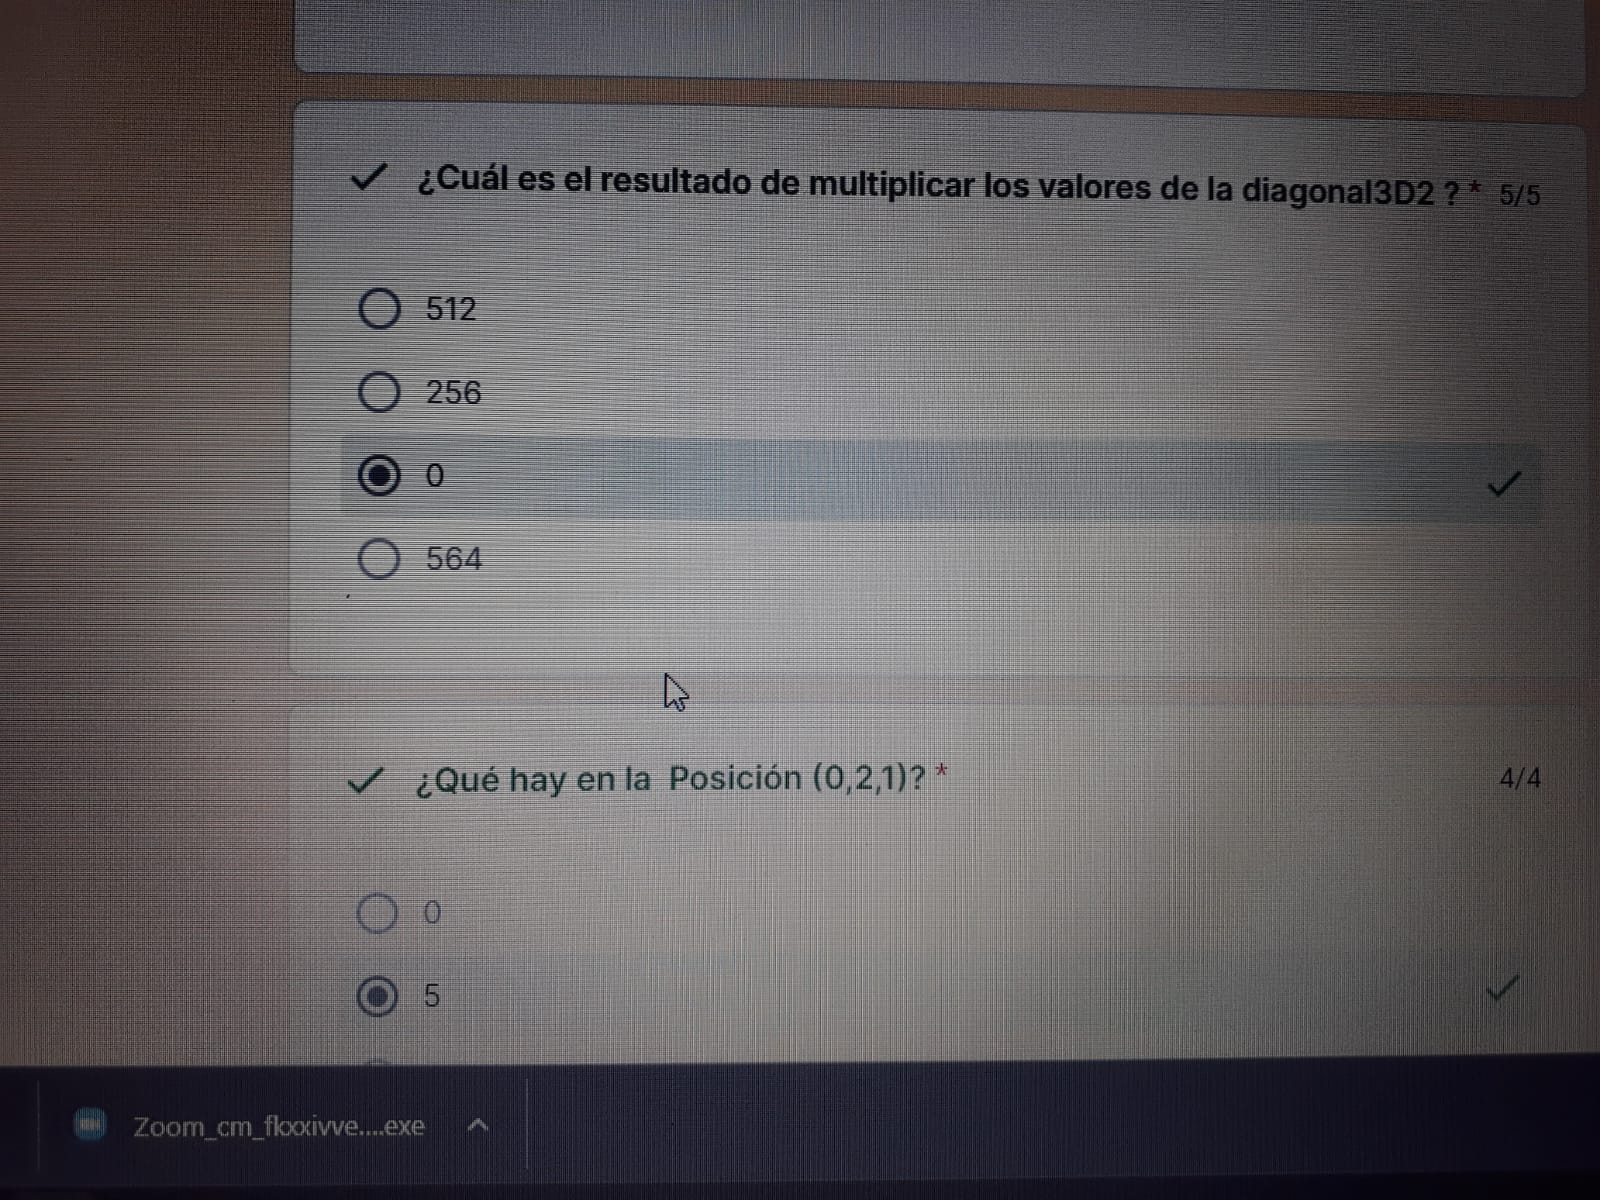 ¿Cuál es el resultado de multiplicar los valores de la diagonal3D2 ? * 5/5
512
256
0
564
¿Qué hay en la Posición (0,2,1)? * 4/4
0
5
Zoom_cm_fkxxivve....exe